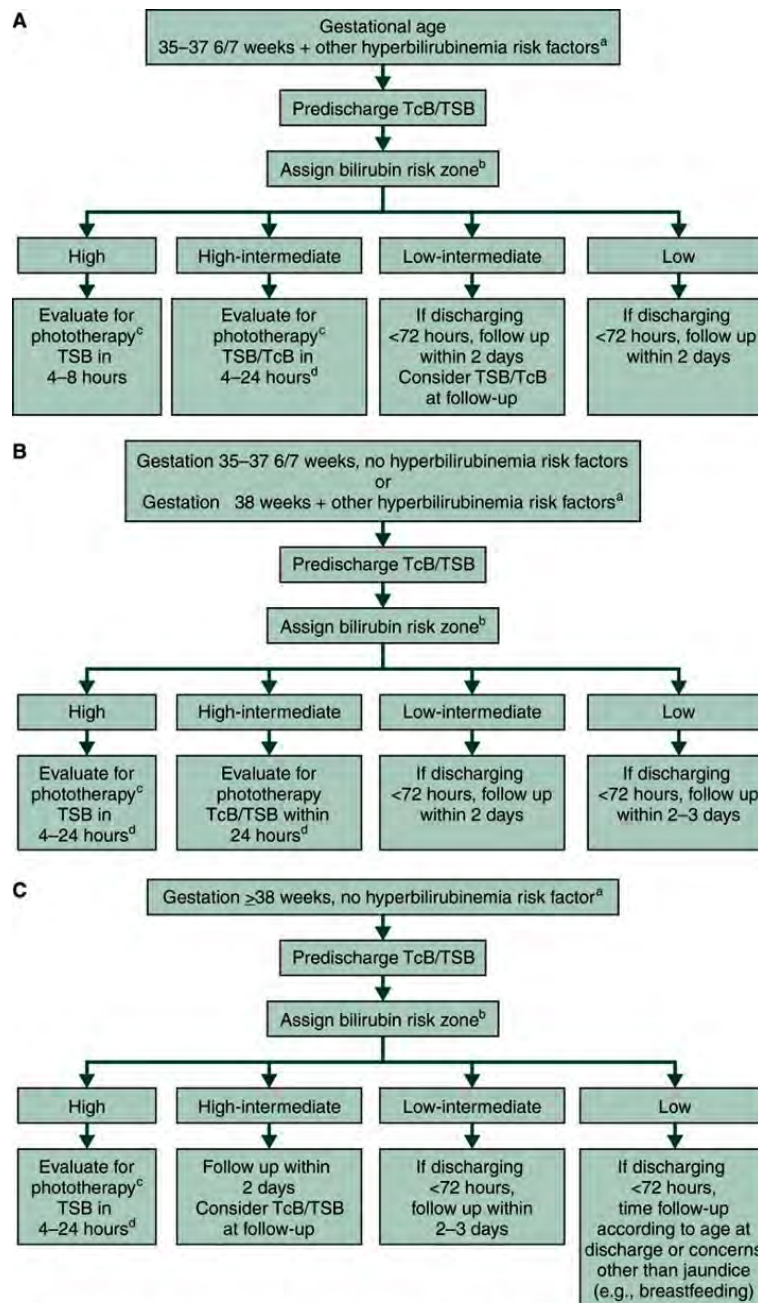 A
Gestational age
35–37 6/7 weeks + other hyperbilirubinemia risk factorsa
Predischarge TcB/TSB
Assign bilirubin risk zoneb
High
High-intermediate
Low-intermediate
Low
Evaluate for
phototherapyc
TSB in
4–8 hours
Evaluate for
phototherapyc
TSB/TcB in
4–24 hoursd
If discharging
<72 hours, follow up
within 2 days
Consider TSB/TcB
at follow-up
If discharging
<72 hours, follow up
within 2 days
B
Gestation 35–37 6/7 weeks, no hyperbilirubinemia risk factors
or
Gestation 38 weeks + other hyperbilirubinemia risk factorsa
Predischarge TcB/TSB
Assign bilirubin risk zoneb
High
High-intermediate
Low-intermediate
Low
Evaluate for
phototherapyc
TSB in
4–24 hoursd
Evaluate for
phototherapy
TcB/TSB within
24 hoursd
If discharging
<72 hours, follow up
within 2 days
If discharging
<72 hours, follow up
within 2–3 days
C
Gestation ≥38 weeks, no hyperbilirubinemia risk factora
Predischarge TcB/TSB
Assign bilirubin risk zoneb
High
High-intermediate
Low-intermediate
Low
Evaluate for
phototherapyc
TSB in
4–24 hoursd
Follow up within
2 days
Consider TcB/TSB
at follow-up
If discharging
<72 hours,
follow up within
2–3 days
If discharging
<72 hours,
time follow-up
according to age at
discharge or concerns
other than jaundice
(e.g., breastfeeding)